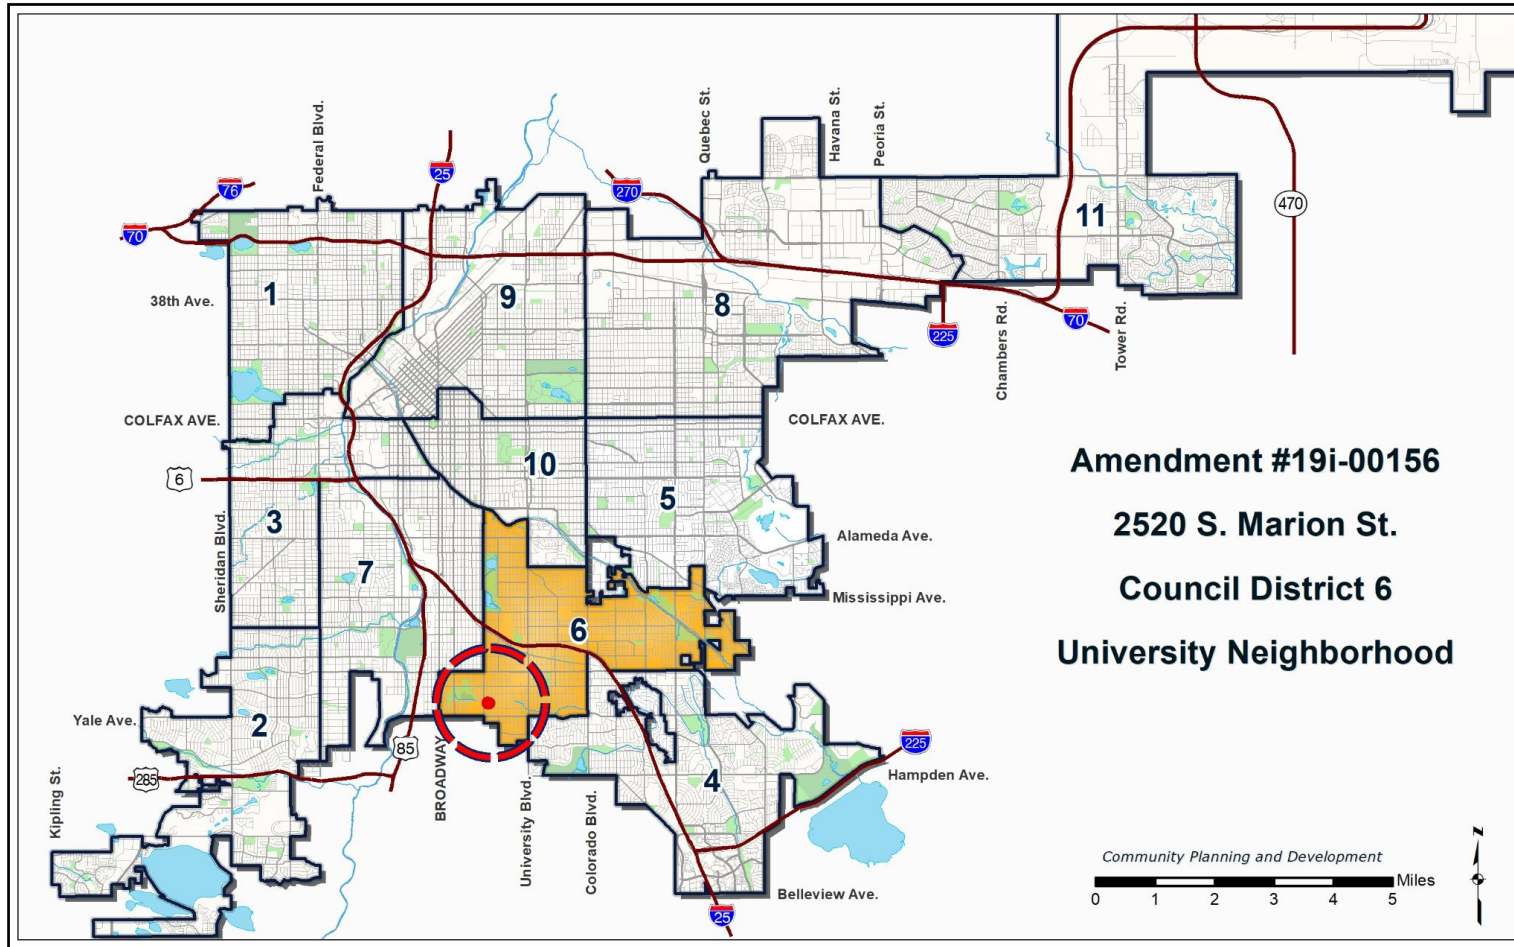 Federal Blvd.
Quebec St.
Havana St.
Peoria St.
76
25
270
70
470
11
1
38th Ave.
9
8
225
70
Chambers Rd.
Tower Rd.
COLFAX AVE.
COLFAX AVE.
6
10
5
3
Sheridan Blvd.
7
Alameda Ave.
Mississippi Ave.
6
Amendment #19i-00156
2520 S. Marion St.
Council District 6
University Neighborhood
Yale Ave.
2
85
285
225
4
Hampden Ave.
Kipling St.
BROADWAY
University Blvd.
Colorado Blvd.
Belleview Ave.
25
Community Planning and Development
Miles
0 1 2 3 4 5
N